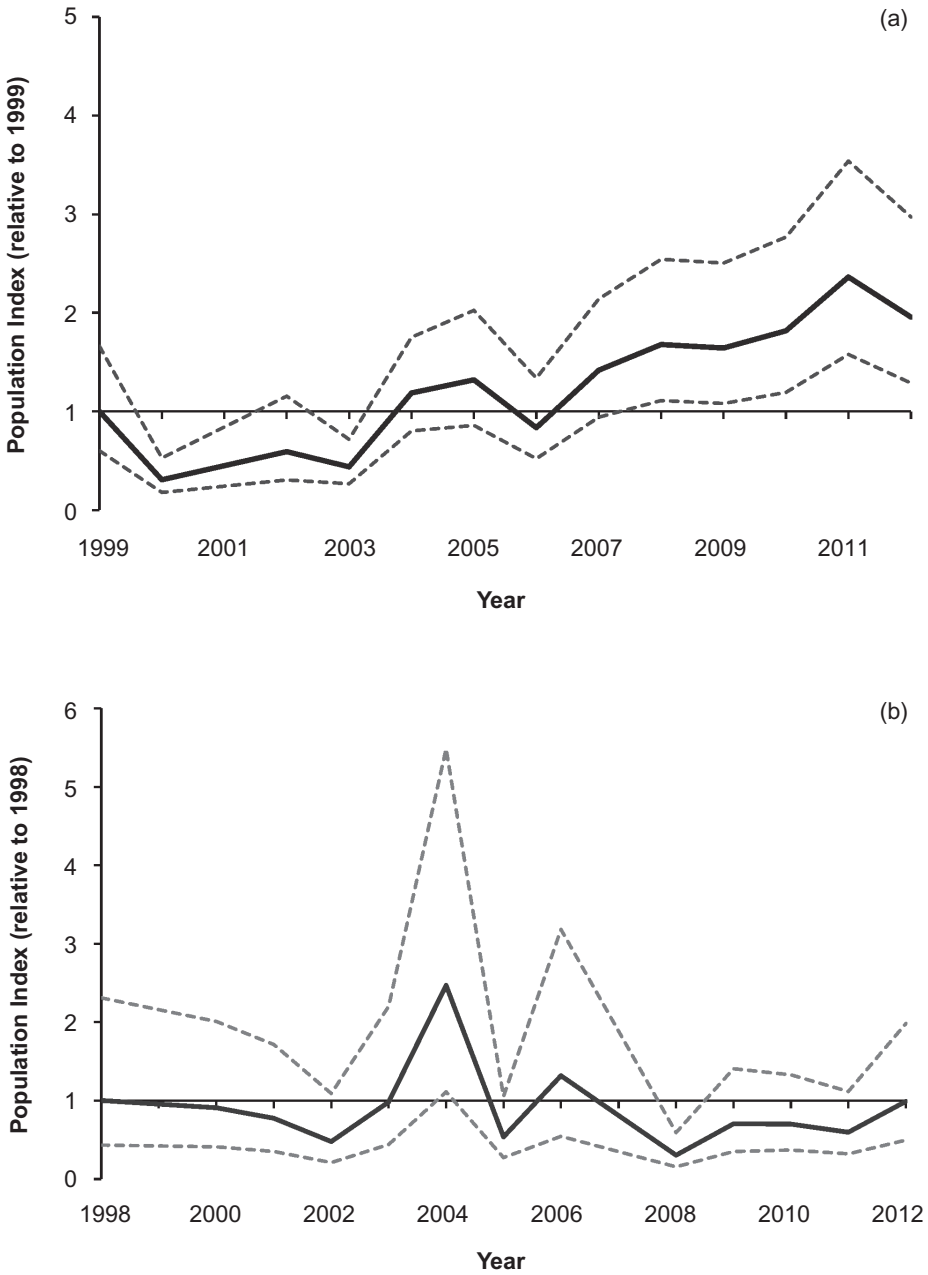 (a)
Population Index (relative to 1999)
5
4
3
2
1
0
1999 2001 2003 2005 2007 2009 2011
Year
(b)
Population Index (relative to 1998)
6
5
4
3
2
1
0
1998 2000 2002 2004 2006 2008 2010 2012
Year